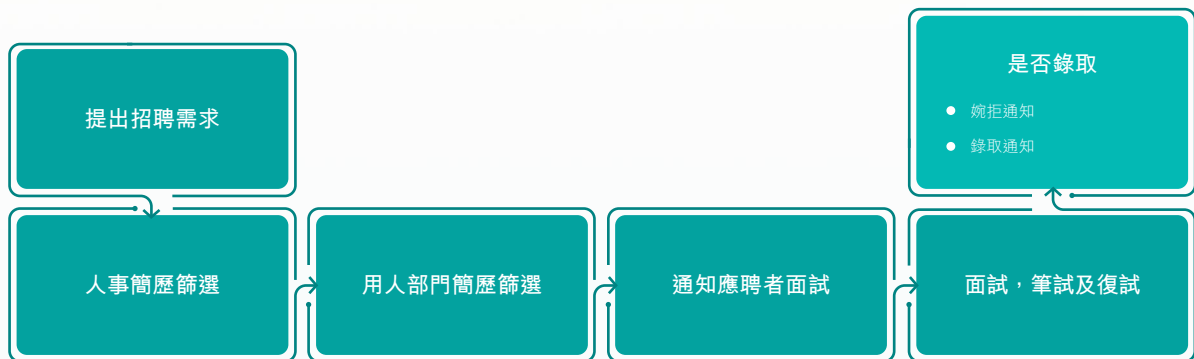 提出招聘需求
人事簡歷篩選
用人部門簡歷篩選
通知應聘者面試
面試，筆試及復試
是否錄取
婉拒通知
錄取通知